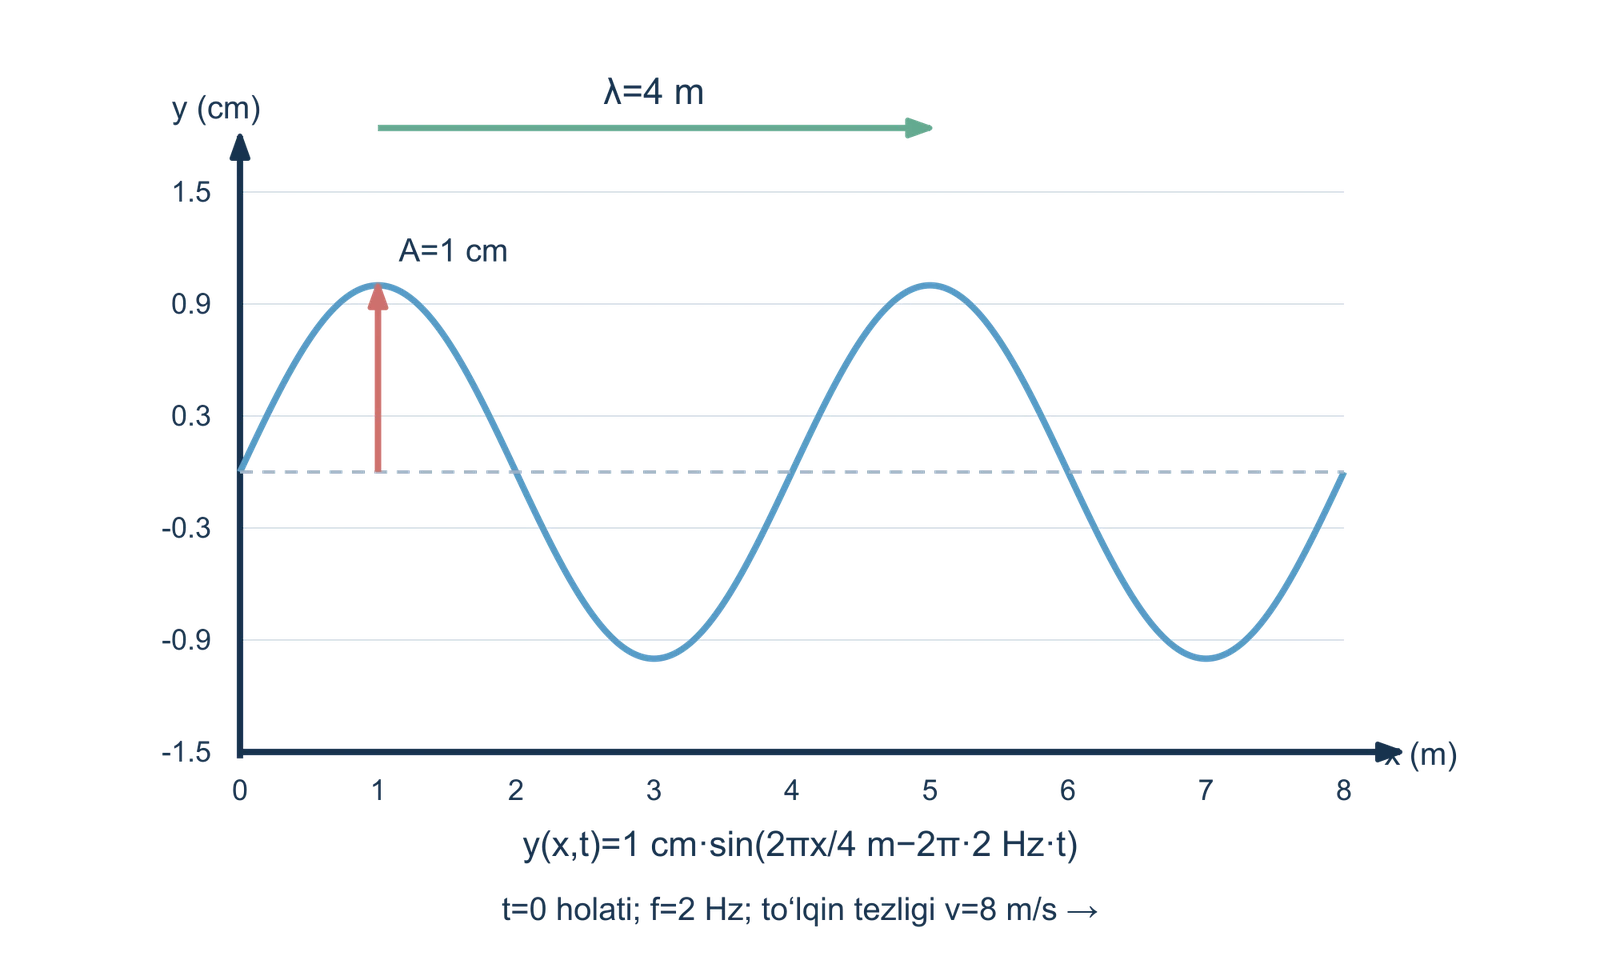 λ=4 m
y (cm)
1.5
A=1 cm
0.9
0.3
-0.3
-0.9
-1.5
x (m)
0 1 2 3 4 5 6 7 8
y(x,t)=1 cm·sin(2πx/4 m−2π·2 Hz·t)
t=0 holati; f=2 Hz; to‘lqin tezligi v=8 m/s →